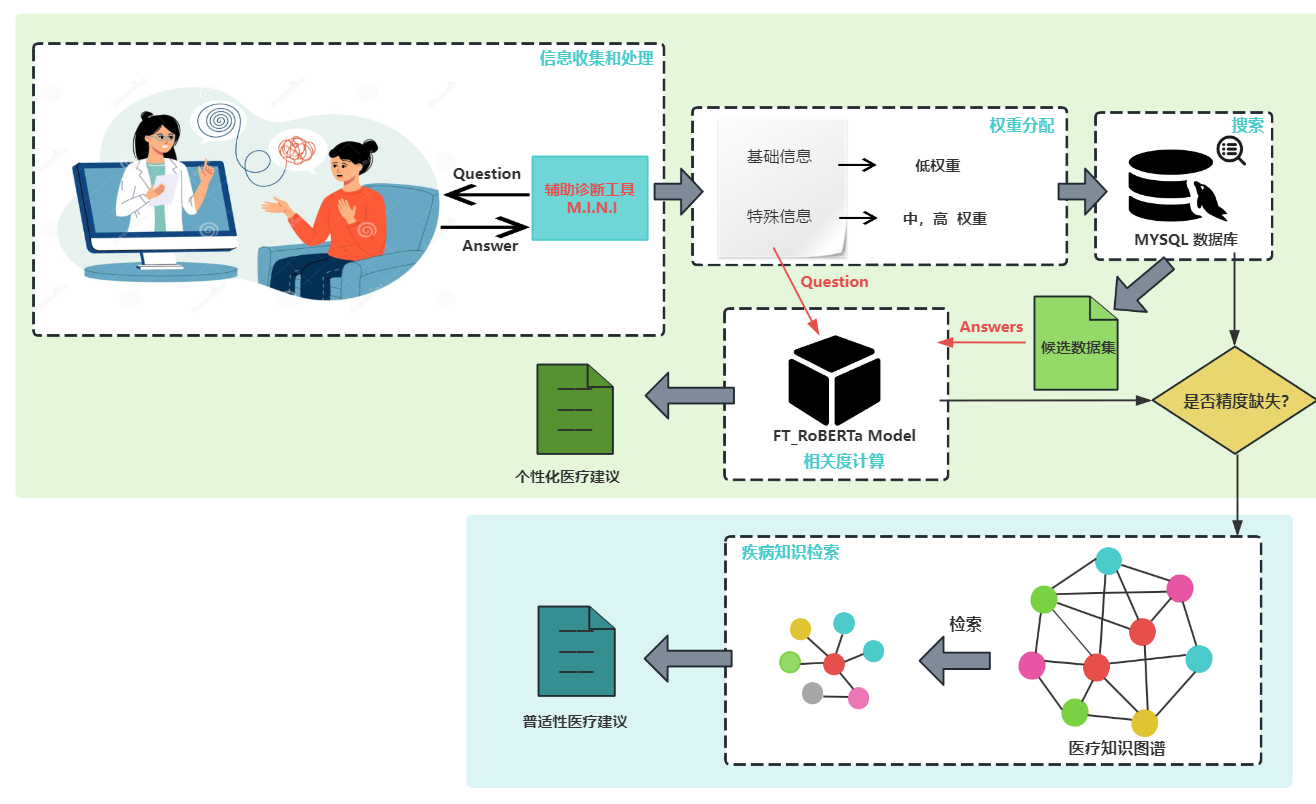 信息收集和处理
Question
Answer
辅助诊断工具
M.I.N.I
权重分配
基础信息
低权重
特殊信息
中，高 权重
搜索
MYSQL 数据库
Question
Answers
候选数据集
是否精度缺失?
FT_RoBERTa Model
相关度计算
个性化医疗建议
疾病知识检索
检索
医疗知识图谱
普适性医疗建议